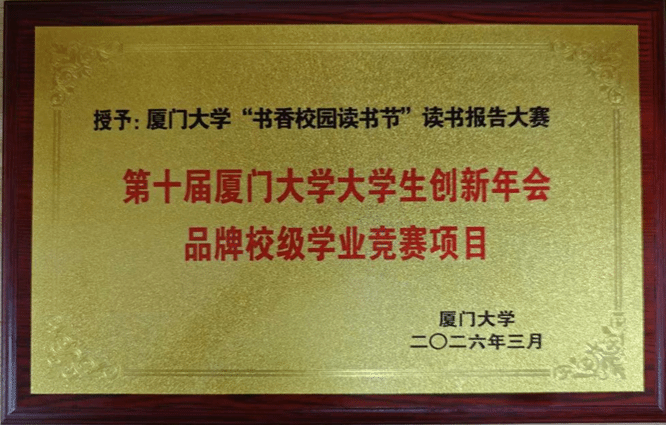 授予：厦门大学“书香校园读书节”读书报告大赛
第十届厦门大学大学生创新年会
品牌校级学业竞赛项目
厦门大学
二〇二六年三月